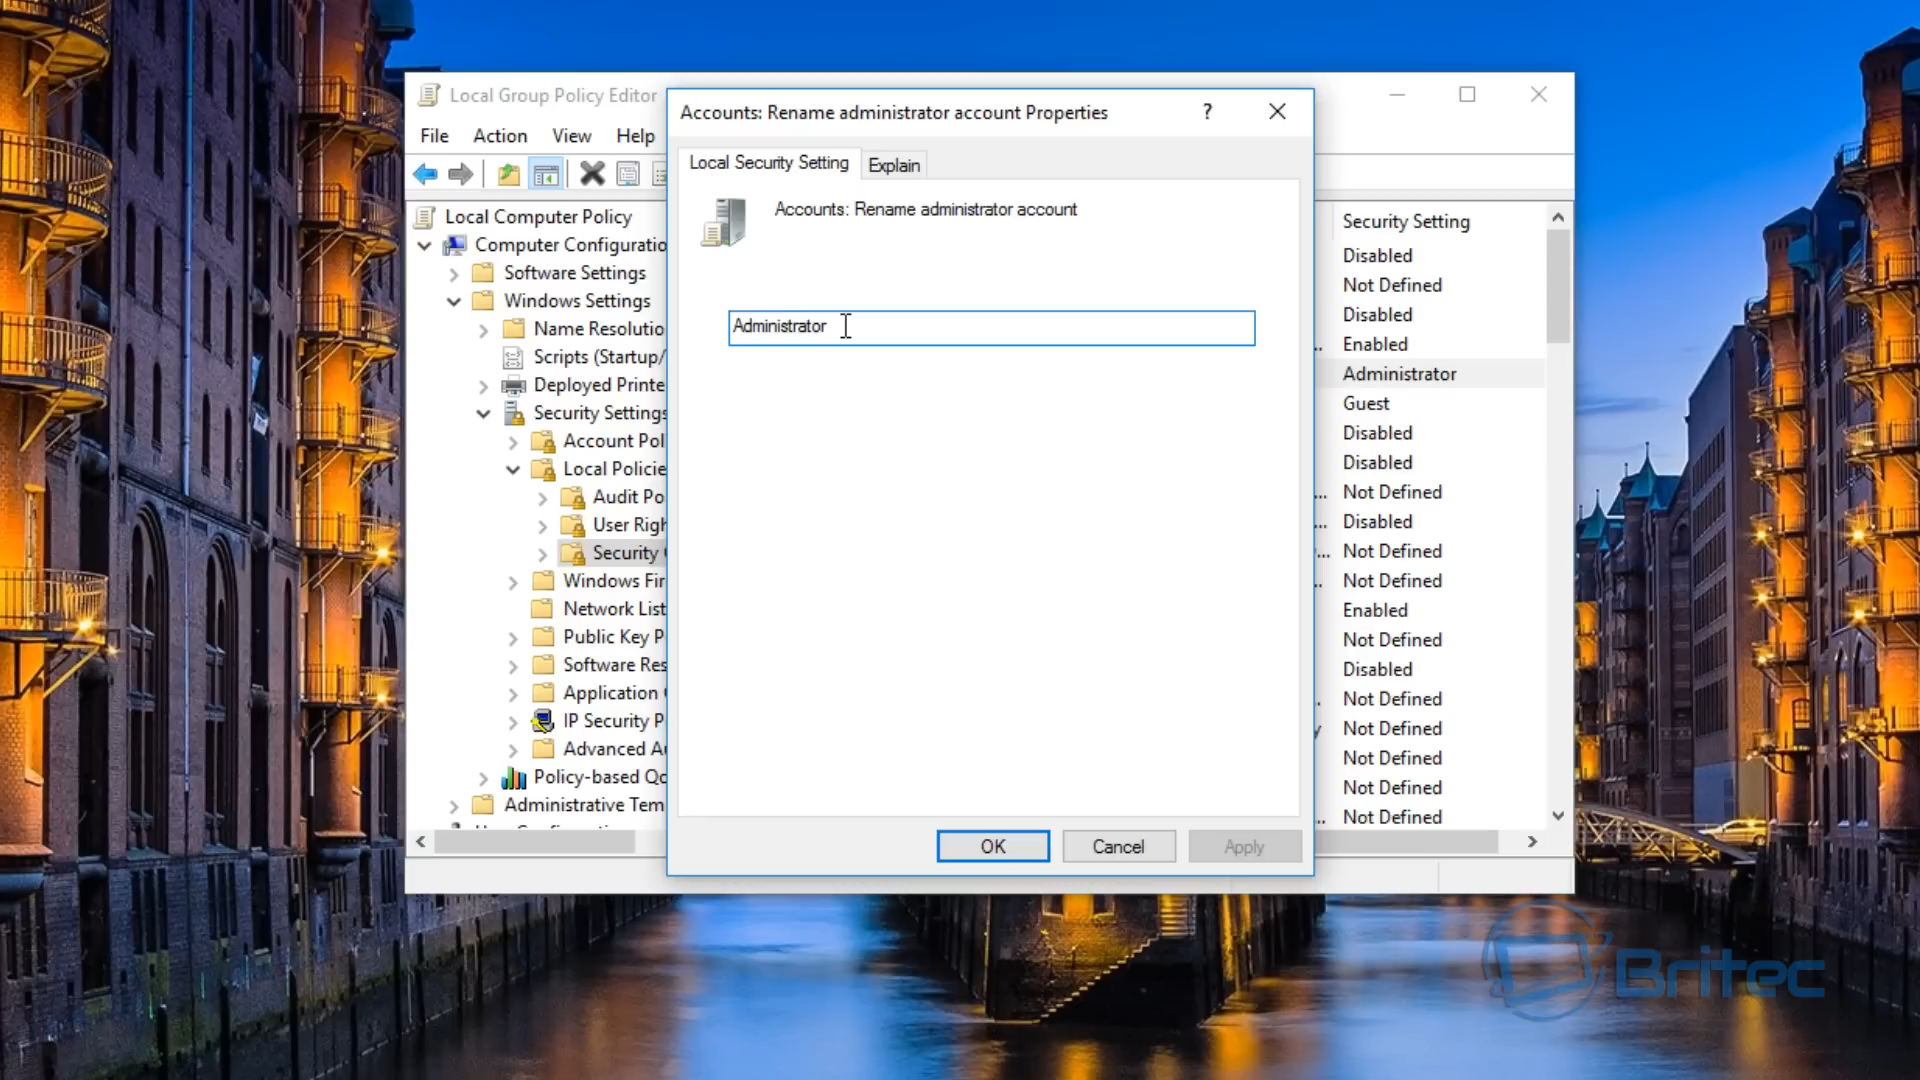 Local Group Policy Editor
File Action View Help
Local Computer Policy
Computer Configuratio
Software Settings
Windows Settings
Name Resolutio
Scripts (Startup/
Deployed Printe
Security Settings
Account Pol
Local Policie
Audit Po
User Righ
Security
Windows Fir
Network List
Public Key P
Software Res
Application
IP Security P
Advanced Au
Policy-based Qo
Administrative Tem
Accounts: Rename administrator account Properties
?
Local Security Setting
Explain
Accounts: Rename administrator account
Administrator
OK
Cancel
Apply
Security Setting
Disabled
Not Defined
Disabled
... Enabled
Administrator
Guest
Disabled
Disabled
... Not Defined
... Disabled
... Not Defined
... Not Defined
Enabled
Not Defined
Disabled
Not Defined
Not Defined
Not Defined
Not Defined
Not Defined
Britec